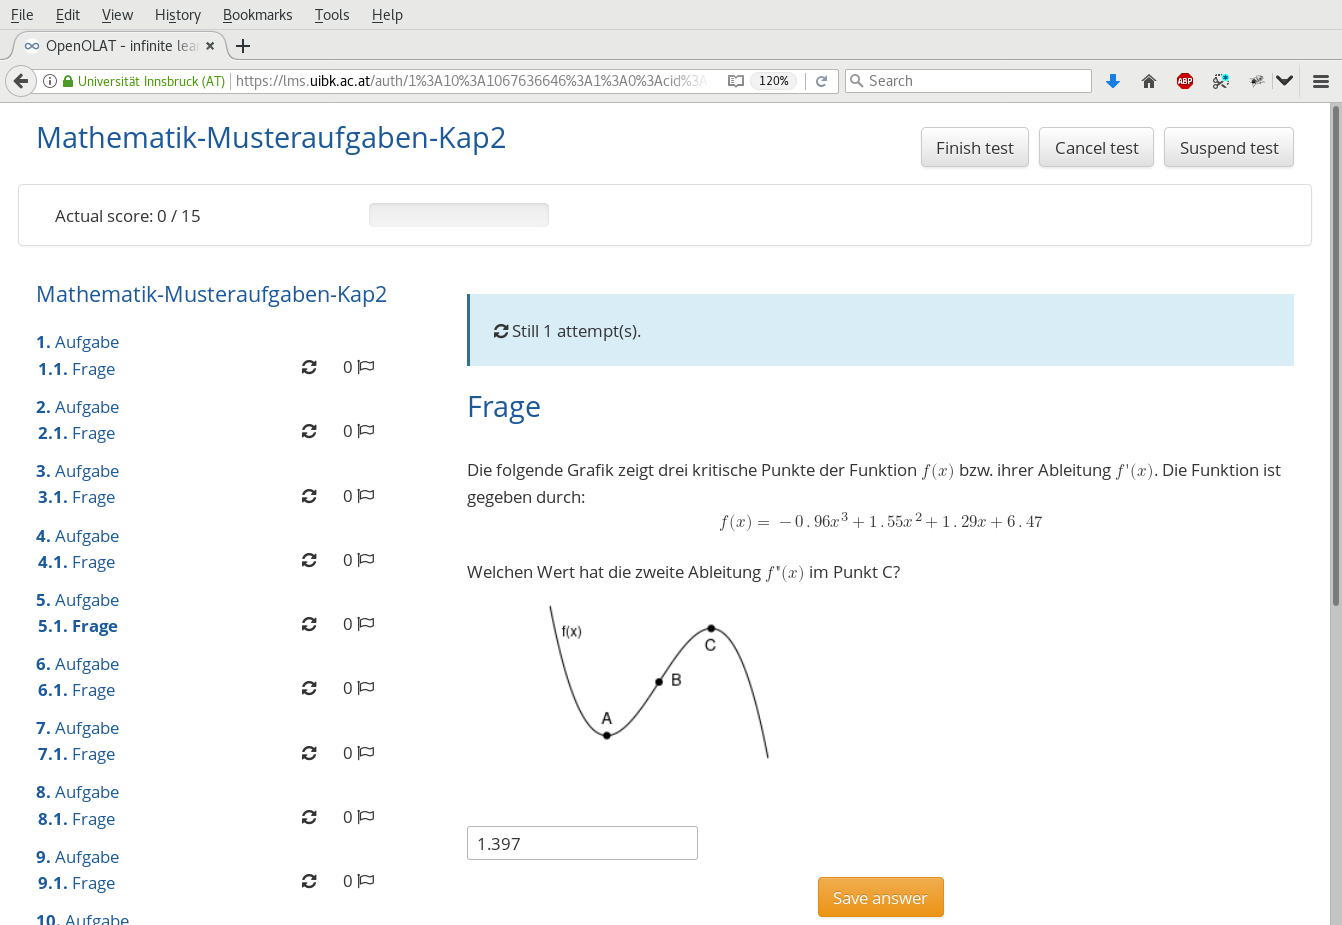 File Edit View History Bookmarks Tools Help
OpenOLAT - infinite lea
Universität Innsbruck (AT) https://lms.uibk.ac.at/auth/1%3A10%3A1067636646%3A1%3A0%3Acid%3A 120% Search ABP
Mathematik-Musteraufgaben-Kap2
Finish test Cancel test Suspend test
Actual score: 0 / 15
Mathematik-Musteraufgaben-Kap2
1. Aufgabe
1.1. Frage 0
2. Aufgabe
2.1. Frage 0
3. Aufgabe
3.1. Frage 0
4. Aufgabe
4.1. Frage 0
5. Aufgabe
5.1. Frage 0
6. Aufgabe
6.1. Frage 0
7. Aufgabe
7.1. Frage 0
8. Aufgabe
8.1. Frage 0
9. Aufgabe
9.1. Frage 0
10. Aufgabe
Still 1 attempt(s).
Frage
Die folgende Grafik zeigt drei kritische Punkte der Funktion f(x) bzw. ihrer Ableitung f'(x). Die Funktion ist
gegeben durch:
f(x) = −0.96x³ + 1.55x² + 1.29x + 6.47
Welchen Wert hat die zweite Ableitung f"(x) im Punkt C?
f(x)
C
B
A
1.397
Save answer